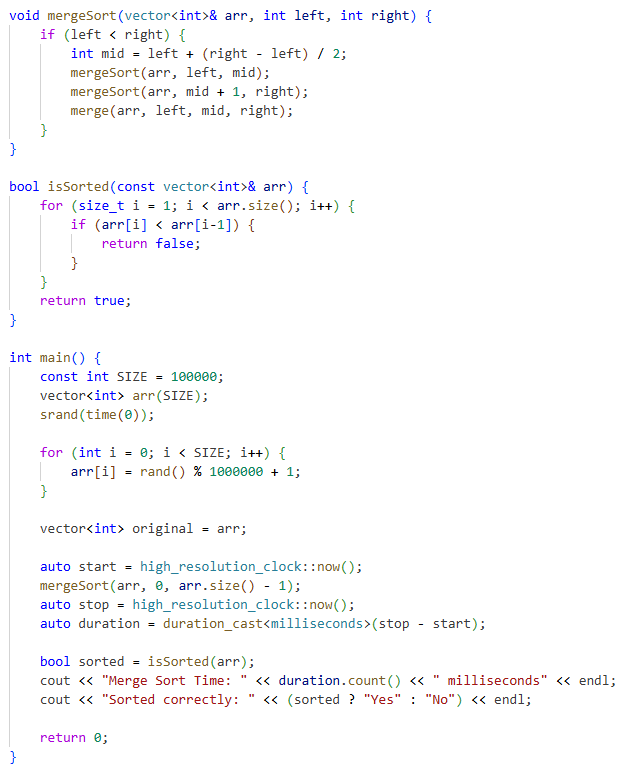 void mergeSort(vector<int>& arr, int left, int right) {
    if (left < right) {
        int mid = left + (right - left) / 2;
        mergeSort(arr, left, mid);
        mergeSort(arr, mid + 1, right);
        merge(arr, left, mid, right);
    }
}

bool isSorted(const vector<int>& arr) {
    for (size_t i = 1; i < arr.size(); i++) {
        if (arr[i] < arr[i-1]) {
            return false;
        }
    }
    return true;
}

int main() {
    const int SIZE = 100000;
    vector<int> arr(SIZE);
    srand(time(0));

    for (int i = 0; i < SIZE; i++) {
        arr[i] = rand() % 1000000 + 1;
    }

    vector<int> original = arr;

    auto start = high_resolution_clock::now();
    mergeSort(arr, 0, arr.size() - 1);
    auto stop = high_resolution_clock::now();
    auto duration = duration_cast<milliseconds>(stop - start);

    bool sorted = isSorted(arr);
    cout << "Merge Sort Time: " << duration.count() << " milliseconds" << endl;
    cout << "Sorted correctly: " << (sorted ? "Yes" : "No") << endl;

    return 0;
}